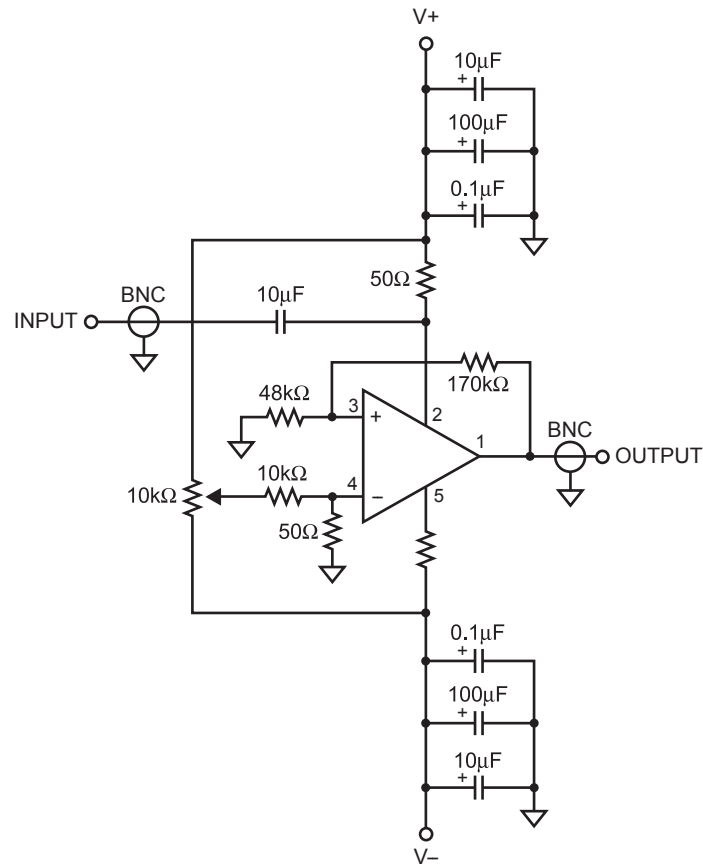 V+
10µF
+
100µF
+
0.1µF
+
50Ω
BNC
10µF
INPUT
170kΩ
48kΩ
3
+
2
1
BNC
OUTPUT
10kΩ
10kΩ
4
–
5
50Ω
0.1µF
+
100µF
+
10µF
+
V–